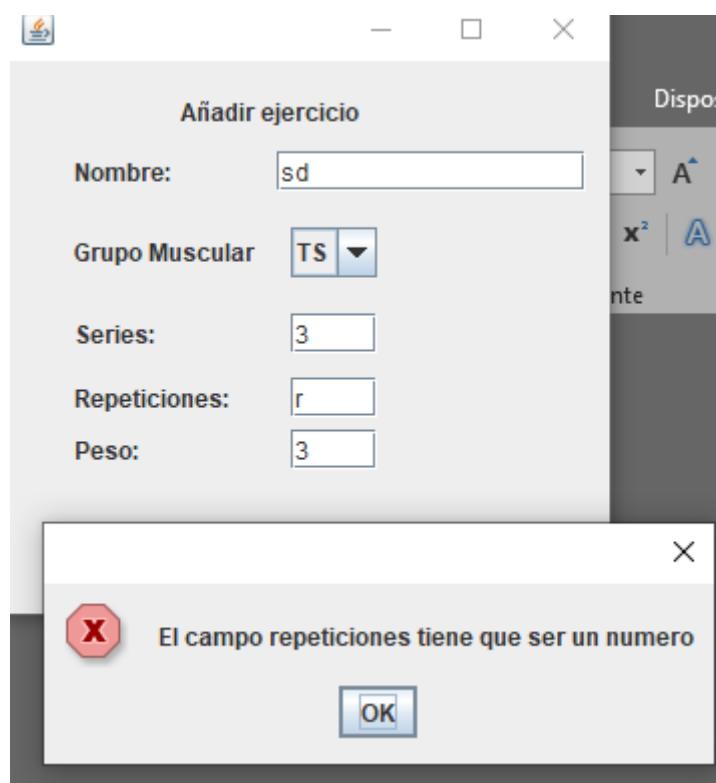 Añadir ejercicio
Dispos
Nombre: sd
A
Grupo Muscular TS
x²
A
nte
Series: 3
Repeticiones: r
Peso: 3
X
El campo repeticiones tiene que ser un numero
OK